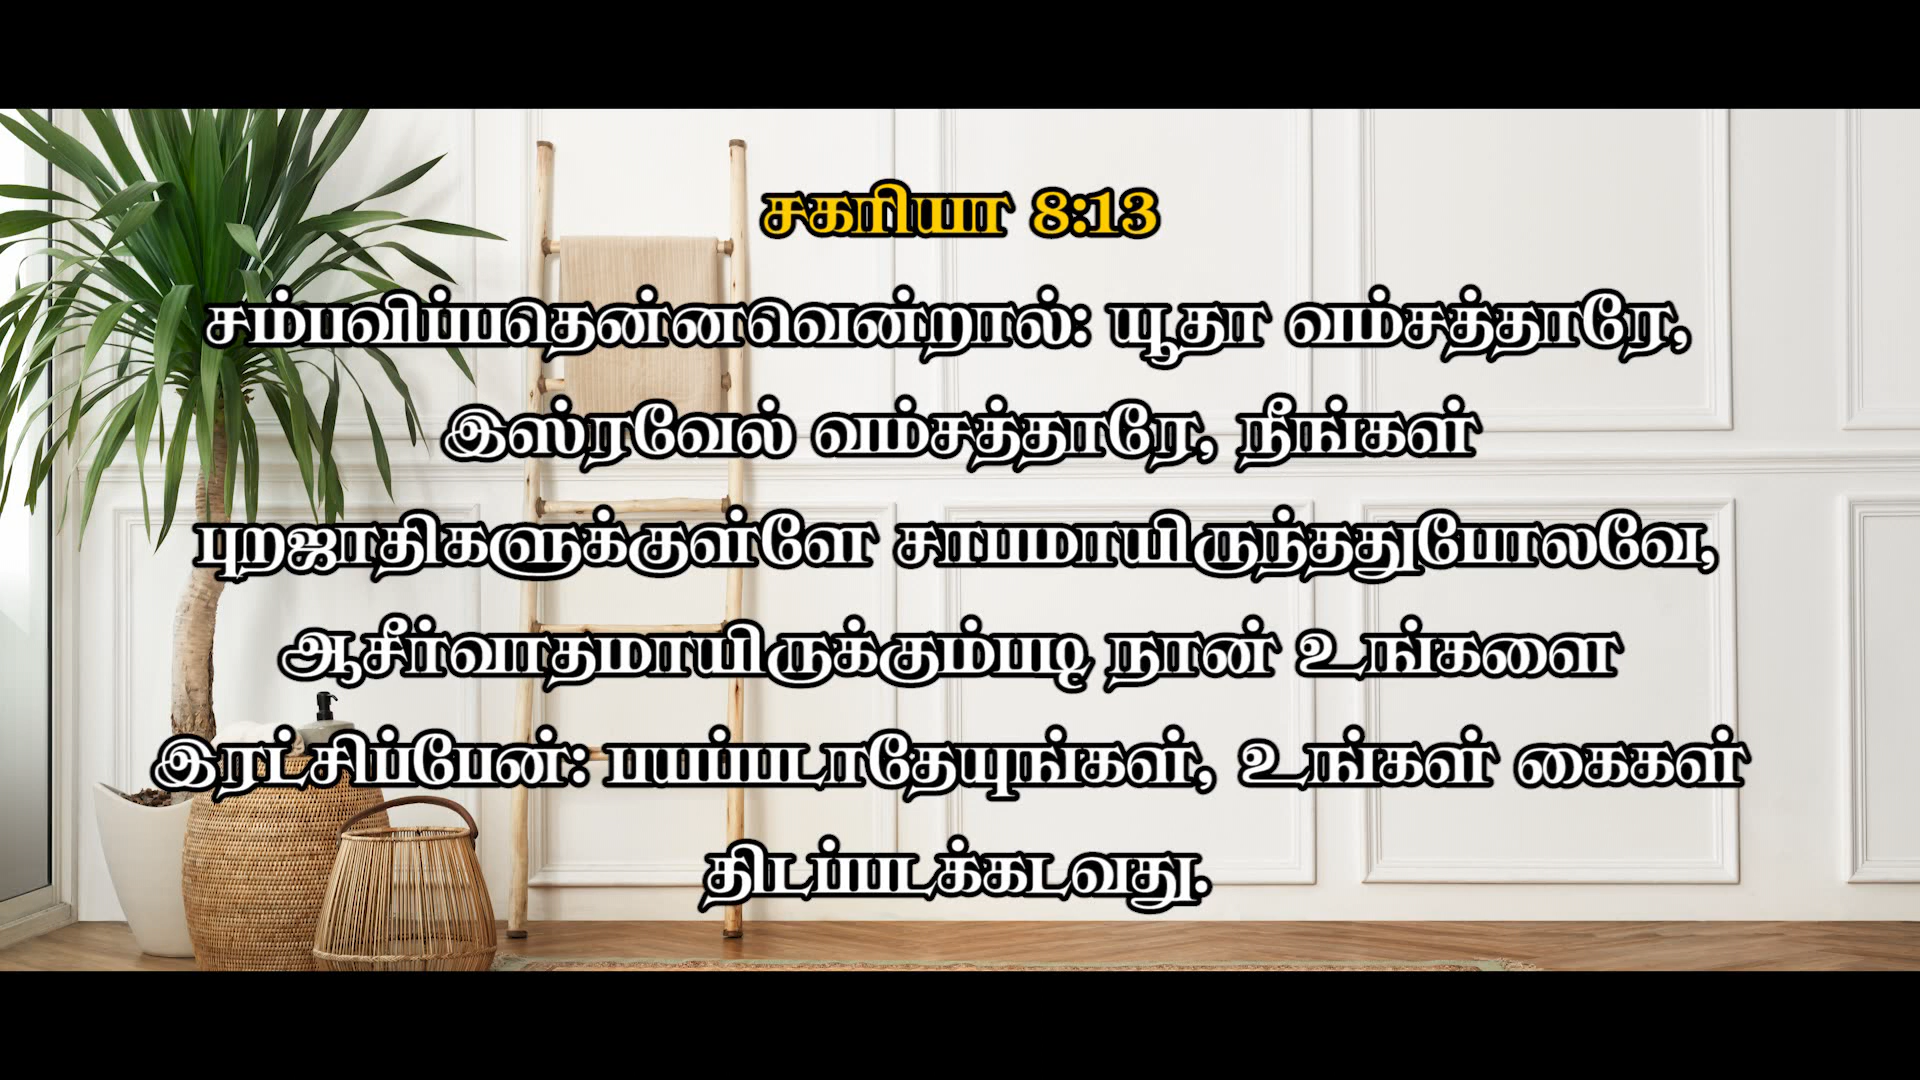 சகரியா 8:13
சம்பவிப்பதென்னவென்றால்: யூதா வம்சத்தாரே,
இஸ்ரவேல் வம்சத்தாரே, நீங்கள்
புறஜாதிகளுக்குள்ளே சாபமாயிருந்ததுபோலவே,
ஆசீர்வாதமாயிருக்கும்படி நான் உங்களை
இரட்சிப்பேன்: பயப்படாதேயுங்கள், உங்கள் கைகள்
திடப்படக்கடவது.